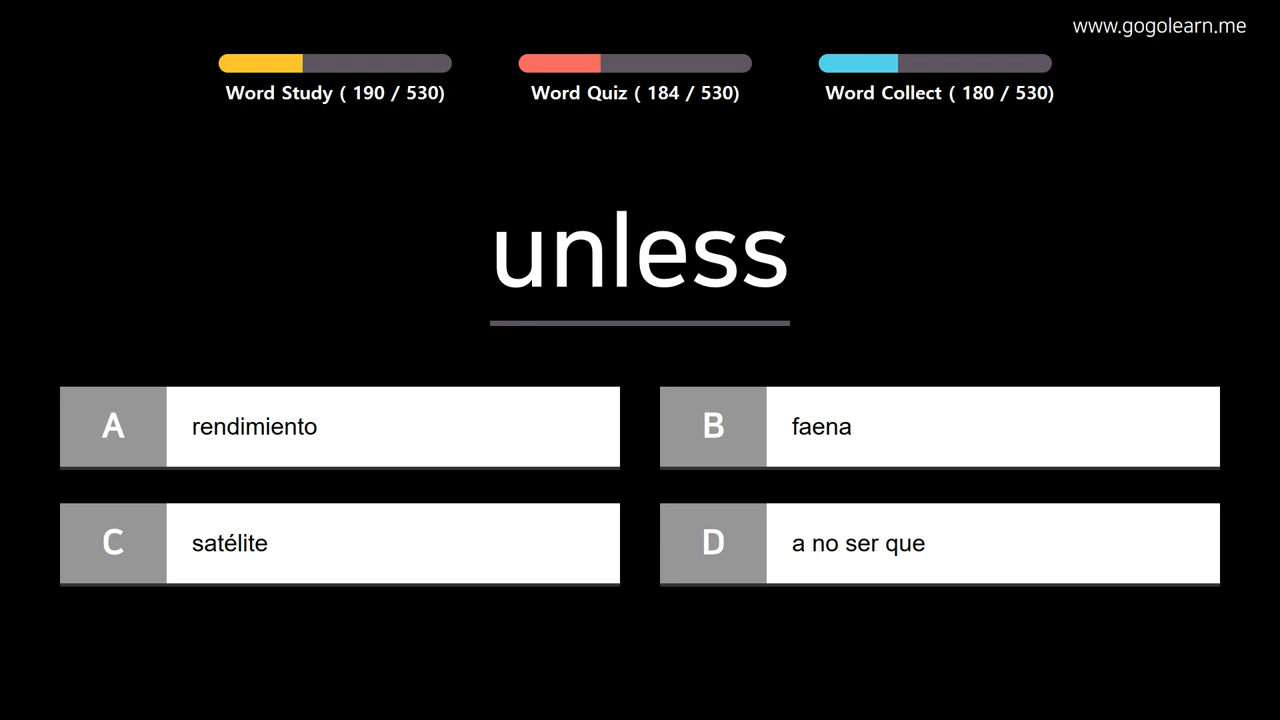 www.gogolearn.me
Word Study ( 190 / 530)
Word Quiz ( 184 / 530)
Word Collect ( 180 / 530)
unless
A rendimiento
B faena
C satélite
D a no ser que